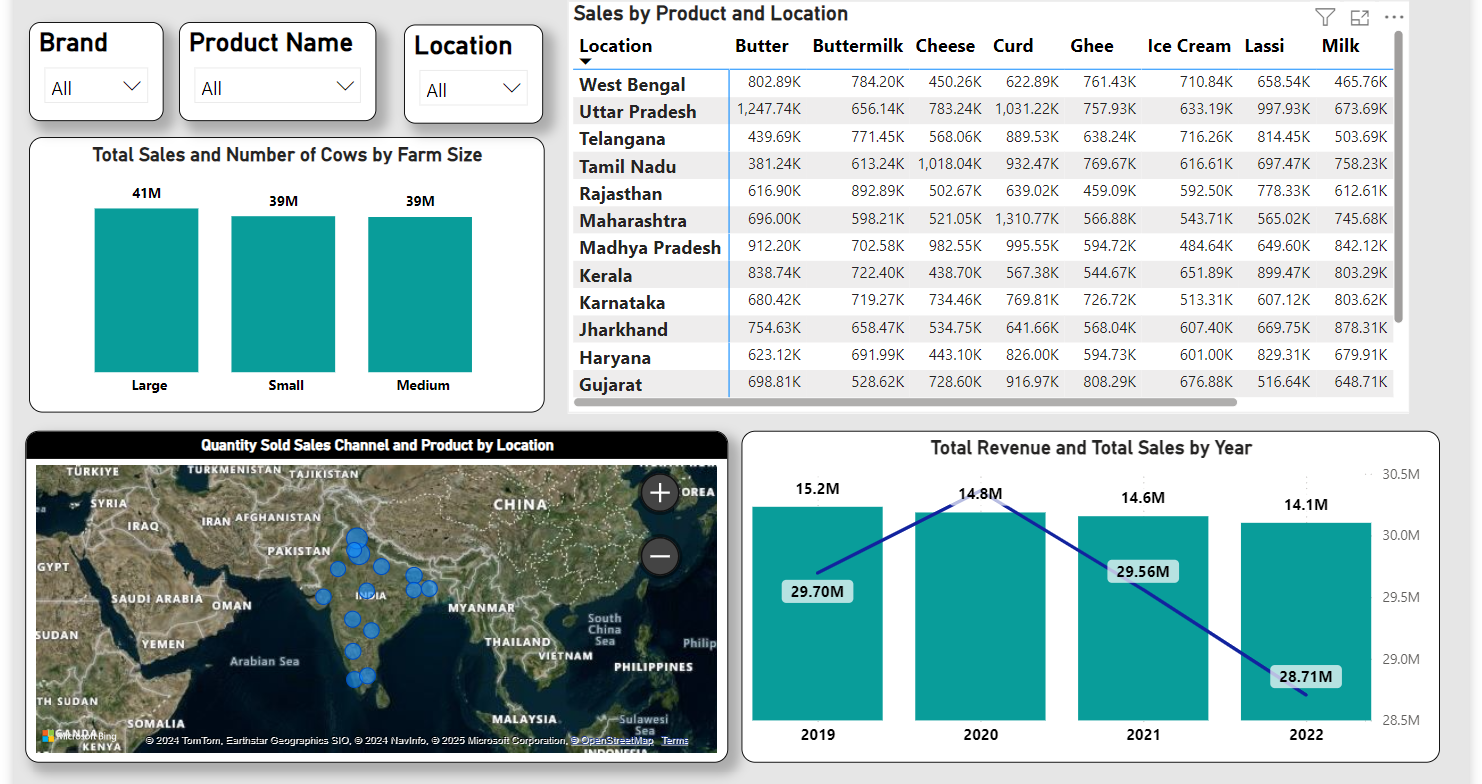 Brand
All
Product Name
All
Location
All
Total Sales and Number of Cows by Farm Size
41M
39M
39M
Large Small Medium
Sales by Product and Location
Location Butter Buttermilk Cheese Curd Ghee Ice Cream Lassi Milk
West Bengal 802.89K 784.20K 450.26K 622.89K 761.43K 710.84K 658.54K 465.76K
Uttar Pradesh 1,247.74K 656.14K 783.24K 1,031.22K 757.93K 633.19K 997.93K 673.69K
Telangana 439.69K 771.45K 568.06K 889.53K 638.24K 716.26K 814.45K 503.69K
Tamil Nadu 381.24K 613.24K 1,018.04K 932.47K 769.67K 616.61K 697.47K 758.23K
Rajasthan 616.90K 892.89K 502.67K 639.02K 459.09K 592.50K 778.33K 612.61K
Maharashtra 696.00K 598.21K 521.05K 1,310.77K 566.88K 543.71K 565.02K 745.68K
Madhya Pradesh 912.20K 702.58K 982.55K 995.55K 594.72K 484.64K 649.60K 842.12K
Kerala 838.74K 722.40K 438.70K 567.38K 544.67K 651.89K 899.47K 803.29K
Karnataka 680.42K 719.27K 734.46K 769.81K 726.72K 513.31K 607.12K 803.62K
Jharkhand 754.63K 658.47K 534.75K 641.66K 568.04K 607.40K 669.75K 878.31K
Haryana 623.12K 691.99K 443.10K 826.00K 594.73K 601.00K 829.31K 679.91K
Gujarat 698.81K 528.62K 728.60K 916.97K 808.29K 676.88K 516.64K 648.71K
Quantity Sold Sales Channel and Product by Location
TÜRKIYE
TURKMENISTAN
TAJIKISTAN
SYRIA
CHINA
OREA
IRAQ
IRAN
AFGHANISTAN
PAKISTAN
GYPT
SAUDI ARABIA
OMAN
INDIA
MYANMAR
SUDAN
YEMEN
South
China
Sea
THAILAND
VIETNAM
Philip
Arabian Sea
PHILIPPINES
TH SUDAN
SOMALIA
MALAYSIA
Sulawesi
Sea
UGANDA
Microsoft Bing
KENYA
© 2024 TomTom, Earthstar Geographics SIO, © 2024 NavInfo, © 2025 Microsoft Corporation, © OpenStreetMap Terms
INDONESIA
Total Revenue and Total Sales by Year
30.5M
15.2M
14.8M
14.6M
14.1M
30.0M
29.70M
29.56M
29.5M
29.0M
28.71M
28.5M
2019 2020 2021 2022